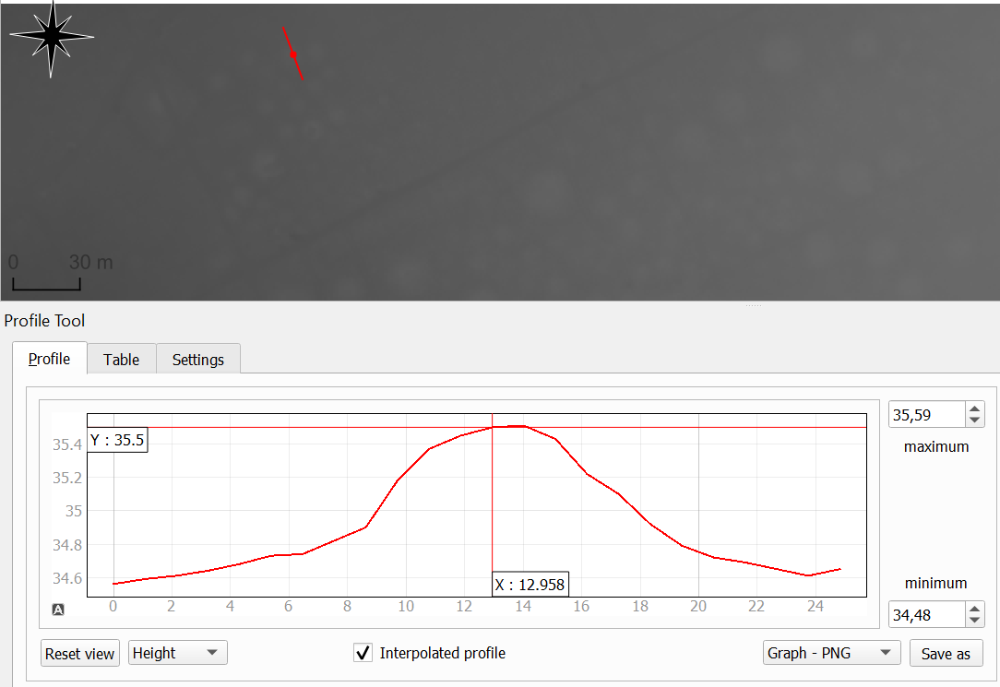 0 30 m
Profile Tool
Profile Table Settings
Y : 35.5
35.4
35.2
35
34.8
34.6
X : 12.958
0 2 4 6 8 10 12 14 16 18 20 22 24
A
35,59
maximum
minimum
34,48
Reset view Height Interpolated profile Graph - PNG Save as